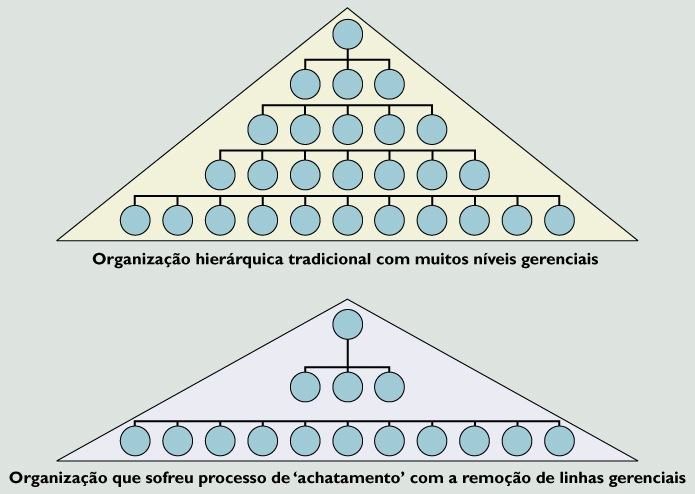 Organização hierárquica tradicional com muitos níveis gerenciais
Organização que sofreu processo de ‘achatamento’ com a remoção de linhas gerenciais